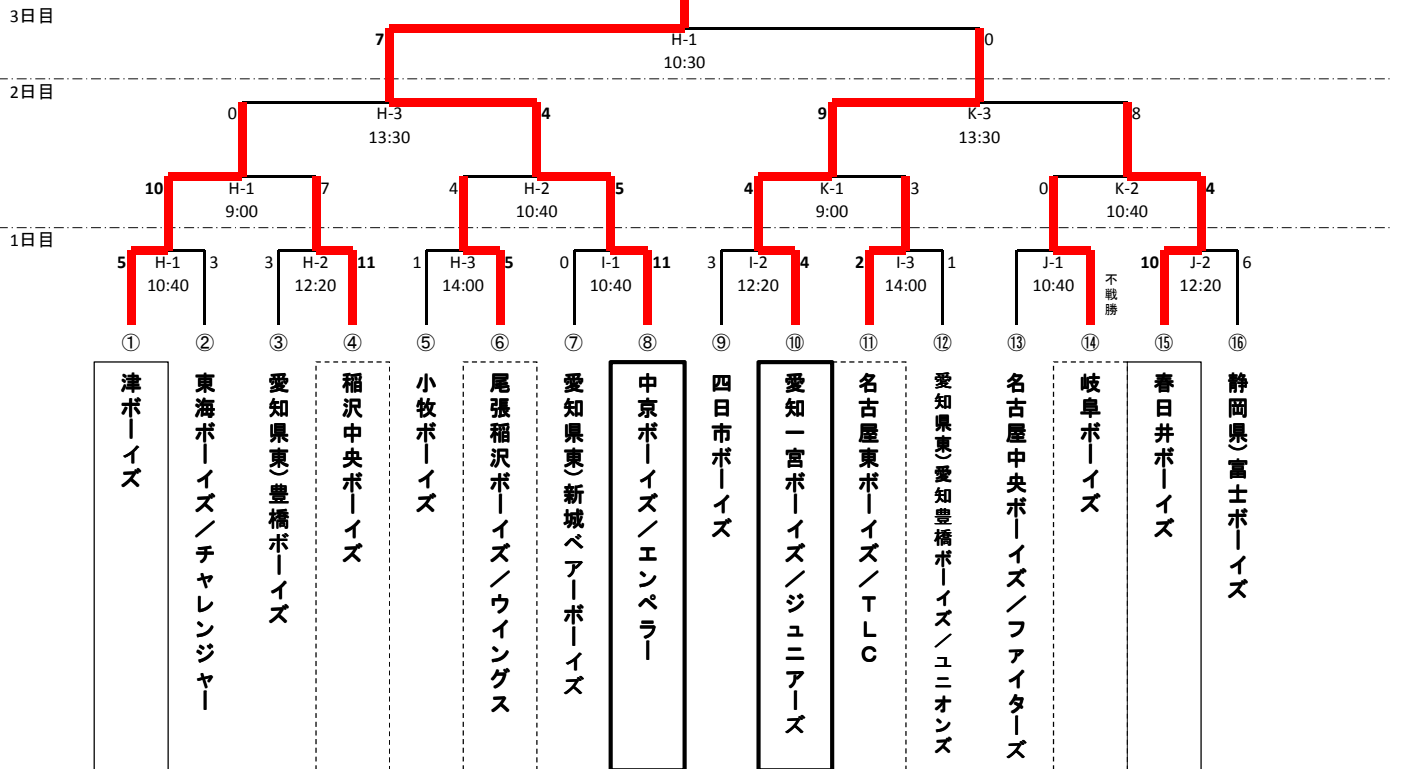 3日目
7 H-1 0
10:30
2日目
0 H-3 4 9 K-3 8
13:30 13:30
10 H-1 7 4 H-2 5 4 K-1 3 0 K-2 4
9:00 10:40 9:00 10:40
1日目
5 H-1 3 3 H-2 11 1 H-3 5 0 I-1 11 3 I-2 4 2 I-3 1 J-1 不戦勝 10 J-2 6
10:40 12:20 14:00 10:40 12:20 14:00 10:40 12:20
① ② ③ ④ ⑤ ⑥ ⑦ ⑧ ⑨ ⑩ ⑪ ⑫ ⑬ ⑭ ⑮ ⑯
津ボーイズ
東海ボーイズ/チャレンジャー
愛知県東)豊橋ボーイズ
稲沢中央ボーイズ
小牧ボーイズ
尾張稲沢ボーイズ/ウイングス
愛知県東)新城ベアーボーイズ
中京ボーイズ/エンペラー
四日市ボーイズ
愛知一宮ボーイズ/ジュニアーズ
名古屋東ボーイズ/TLC
愛知県東)愛知豊橋ボーイズ/ユニオンズ
名古屋中央ボーイズ/ファイターズ
岐阜ボーイズ
春日井ボーイズ
静岡県)富士ボーイズ